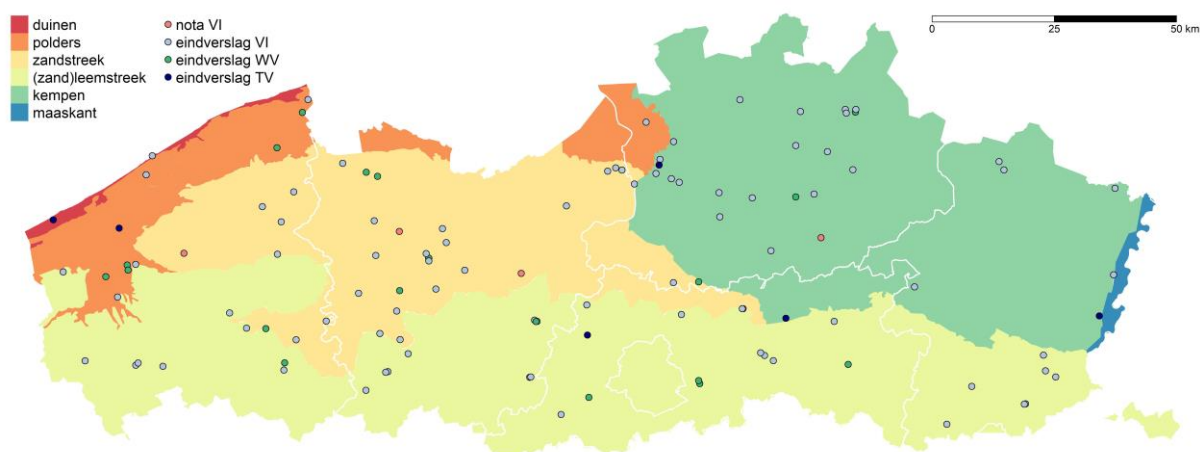 duinen
polders
zandstreek
(zand)leemstreek
kempen
maaskant
nota VI
eindverslag VI
eindverslag WV
eindverslag TV
0 25 50 km